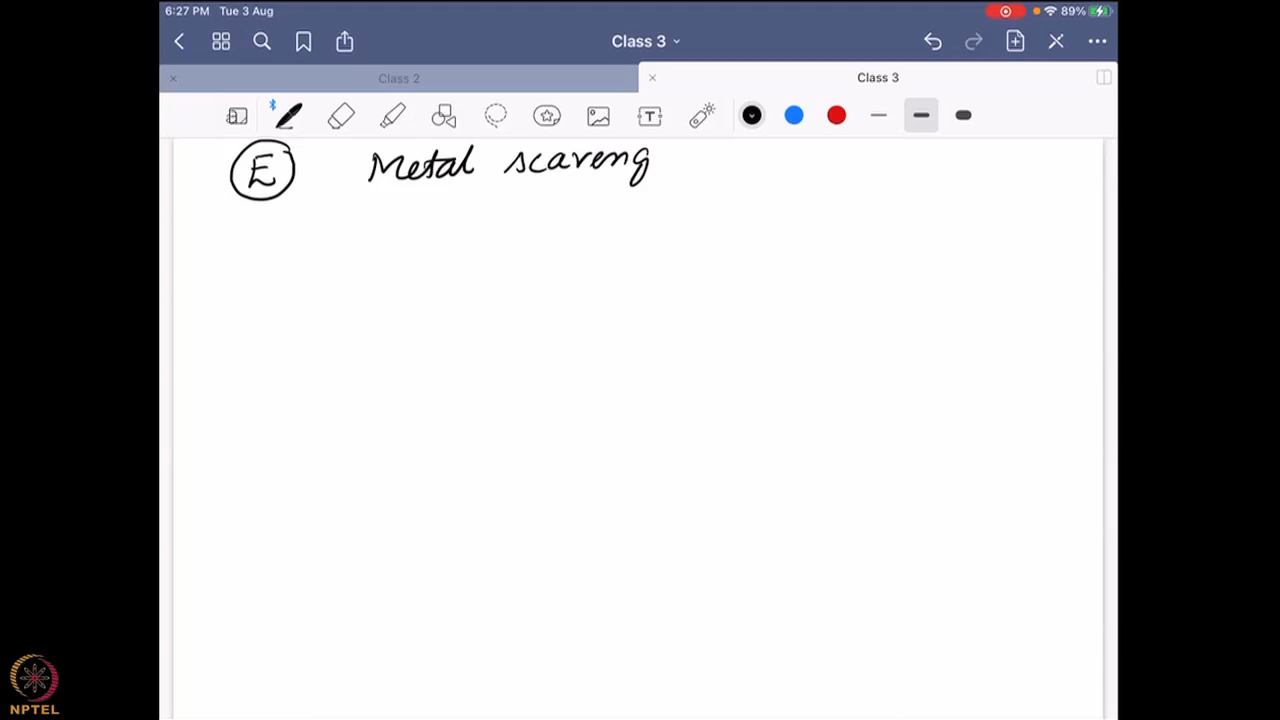 6:27 PM Tue 3 Aug 89%
Class 3
Class 2 Class 3
T
E Metal scaveng
NPTEL